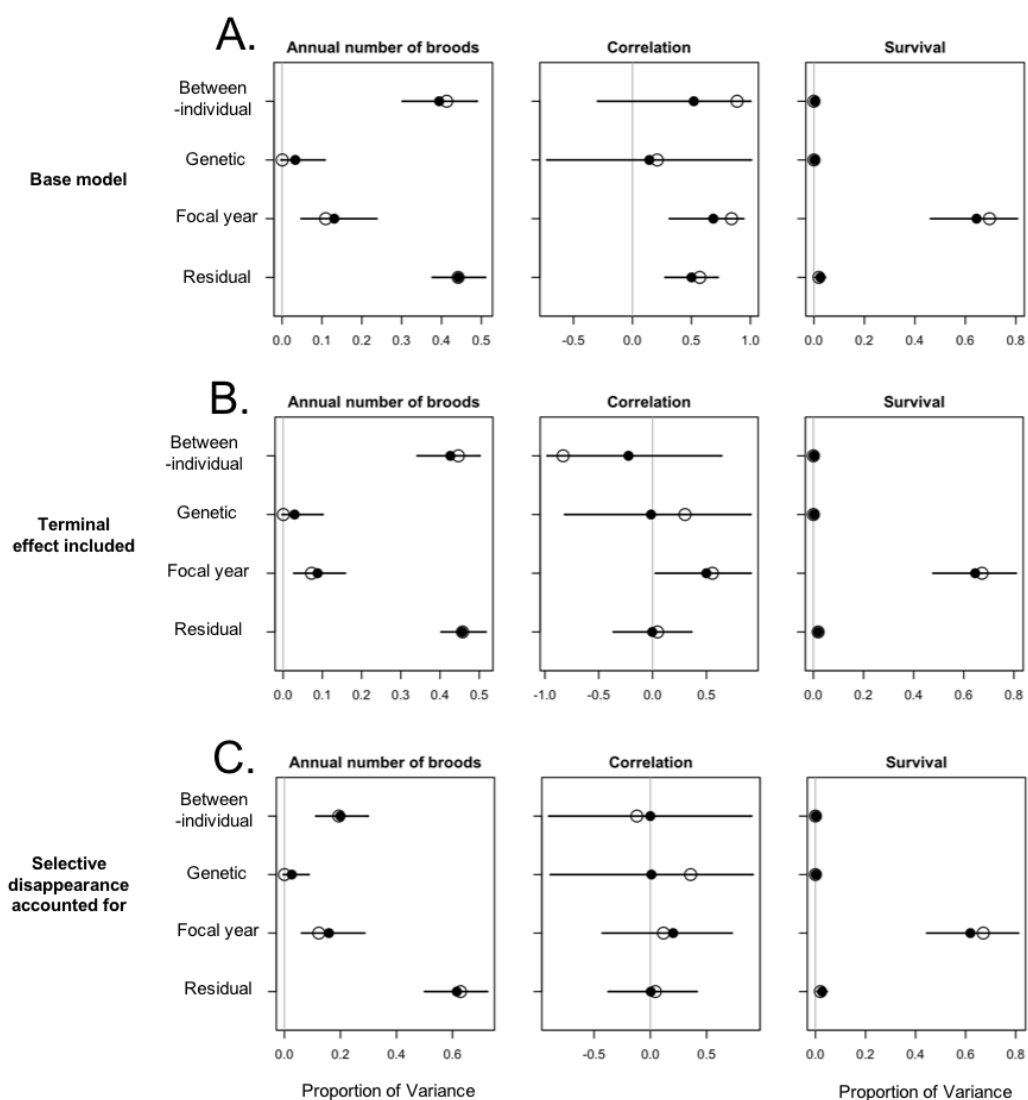 A.
Annual number of broods Correlation Survival
Between
-individual
Genetic
Base model
Focal year
Residual
0.0 0.1 0.2 0.3 0.4 0.5 -0.5 0.0 0.5 1.0 0.0 0.2 0.4 0.6 0.8
B.
Annual number of broods Correlation Survival
Between
-individual
Genetic
Terminal
effect included
Focal year
Residual
0.0 0.1 0.2 0.3 0.4 0.5 -1.0 -0.5 0.0 0.5 0.0 0.2 0.4 0.6 0.8
C.
Annual number of broods Correlation Survival
Between
-individual
Selective
disappearance
accounted for
Genetic
Focal year
Residual
0.0 0.2 0.4 0.6 -0.5 0.0 0.5 0.0 0.2 0.4 0.6 0.8
Proportion of Variance Proportion of Variance